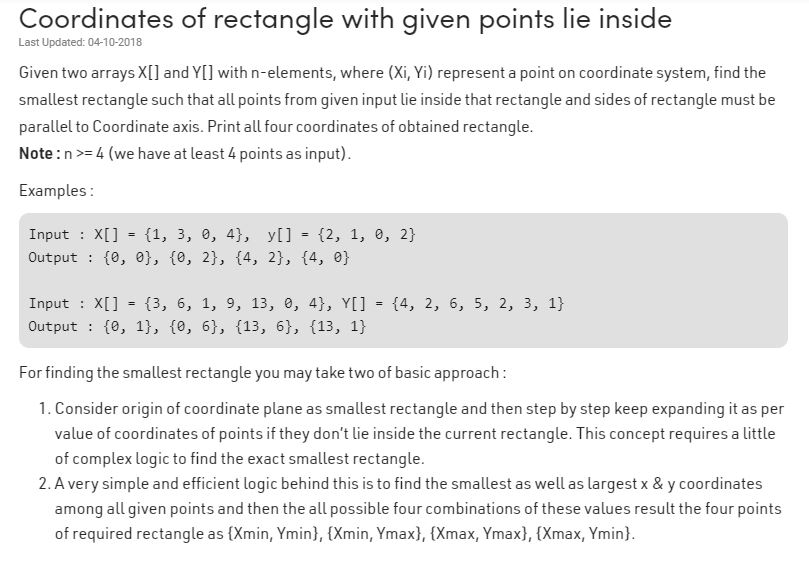 Coordinates of rectangle with given points lie inside
Last Updated: 04-10-2018
Given two arrays X[] and Y[] with n-elements, where (Xi, Yi) represent a point on coordinate system, find the
smallest rectangle such that all points from given input lie inside that rectangle and sides of rectangle must be
parallel to Coordinate axis. Print all four coordinates of obtained rectangle.
Note : n >= 4 (we have at least 4 points as input).
Examples :
Input : X[] = {1, 3, 0, 4}, y[] = {2, 1, 0, 2}
Output : {0, 0}, {0, 2}, {4, 2}, {4, 0}
Input : X[] = {3, 6, 1, 9, 13, 0, 4}, Y[] = {4, 2, 6, 5, 2, 3, 1}
Output : {0, 1}, {0, 6}, {13, 6}, {13, 1}
For finding the smallest rectangle you may take two of basic approach :
1. Consider origin of coordinate plane as smallest rectangle and then step by step keep expanding it as per
value of coordinates of points if they don't lie inside the current rectangle. This concept requires a little
of complex logic to find the exact smallest rectangle.
2. A very simple and efficient logic behind this is to find the smallest as well as largest x & y coordinates
among all given points and then the all possible four combinations of these values result the four points
of required rectangle as {Xmin, Ymin}, {Xmin, Ymax}, {Xmax, Ymax}, {Xmax, Ymin}.